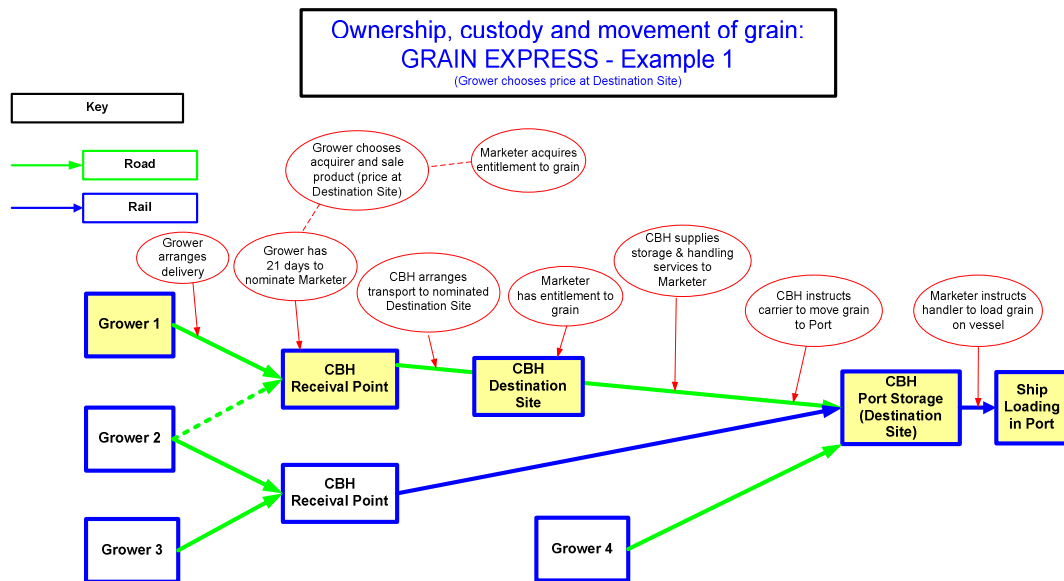 Ownership, custody and movement of grain:
GRAIN EXPRESS - Example 1
(Grower chooses price at Destination Site)
Key
Road
Rail
Grower chooses
acquirer and sale
product (price at
Destination Site)
Marketer acquires
entitlement to grain
Grower
arranges
delivery
Grower has
21 days to
nominate Marketer
CBH arranges
transport to nominated
Destination Site
Marketer
has entitlement to
grain
CBH supplies
storage & handling
services to
Marketer
CBH instructs
carrier to move grain
to Port
Marketer instructs
handler to load grain
on vessel
Grower 1
CBH
Receival Point
CBH
Destination
Site
CBH
Port Storage
(Destination
Site)
Ship
Loading
in Port
Grower 2
CBH
Receival Point
Grower 3
Grower 4